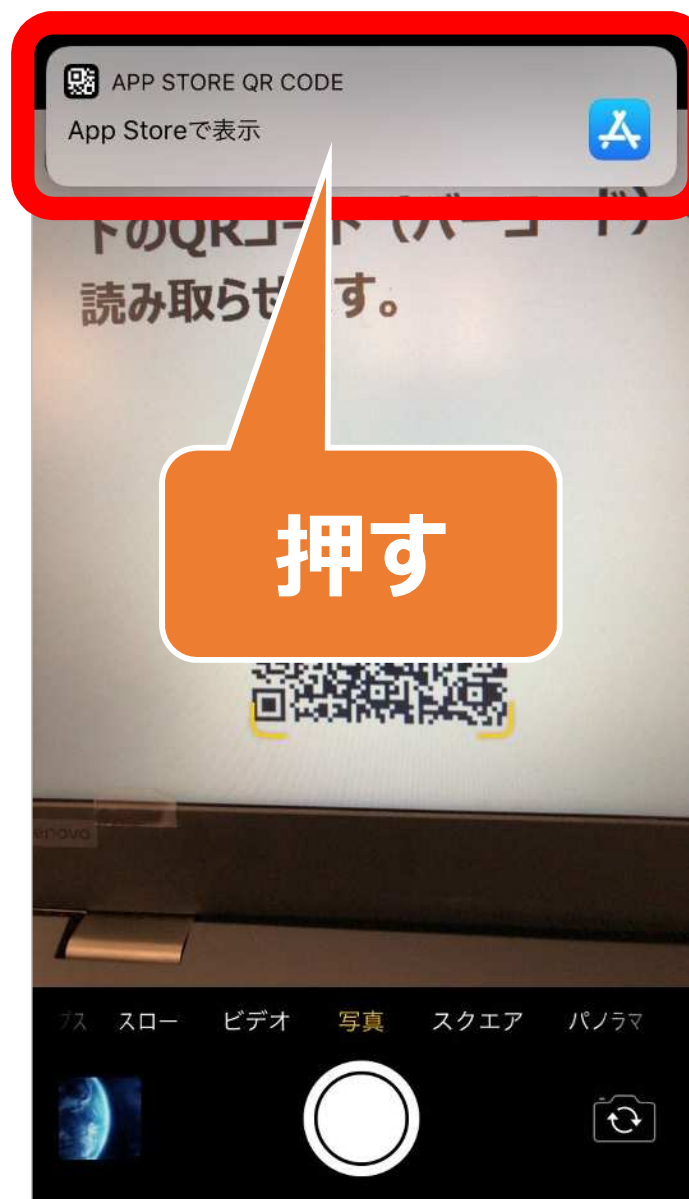 APP STORE QR CODE
App Storeで表示
読み取らせ
す。
押す
enovo
スロー ビデオ 写真 スクエア パノラマ